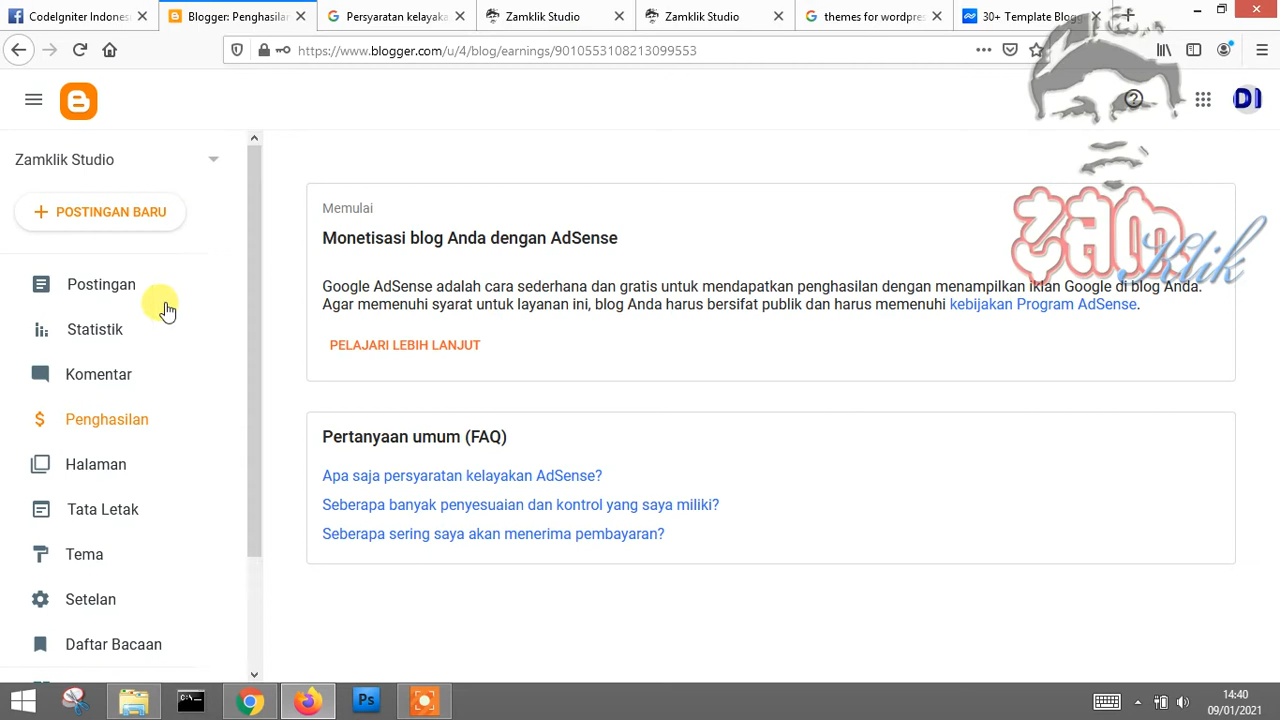 CodeIgniter Indones
Blogger: Penghasilan
Persyaratan kelayaka
Zamklik Studio
Zamklik Studio
themes for wordpres
30+ Template Blogg
https://www.blogger.com/u/4/blog/earnings/9010553108213099553
DI
Zamklik Studio
POSTINGAN BARU
Postingan
Statistik
Komentar
Penghasilan
Halaman
Tata Letak
Tema
Setelan
Daftar Bacaan
Memulai
Monetisasi blog Anda dengan AdSense
Google AdSense adalah cara sederhana dan gratis untuk mendapatkan penghasilan dengan menampilkan iklan Google di blog Anda.
Agar memenuhi syarat untuk layanan ini, blog Anda harus bersifat publik dan harus memenuhi kebijakan Program AdSense.
PELAJARI LEBIH LANJUT
Pertanyaan umum (FAQ)
Apa saja persyaratan kelayakan AdSense?
Seberapa banyak penyesuaian dan kontrol yang saya miliki?
Seberapa sering saya akan menerima pembayaran?
ZAM
Klik
Ps
14:40
09/01/2021